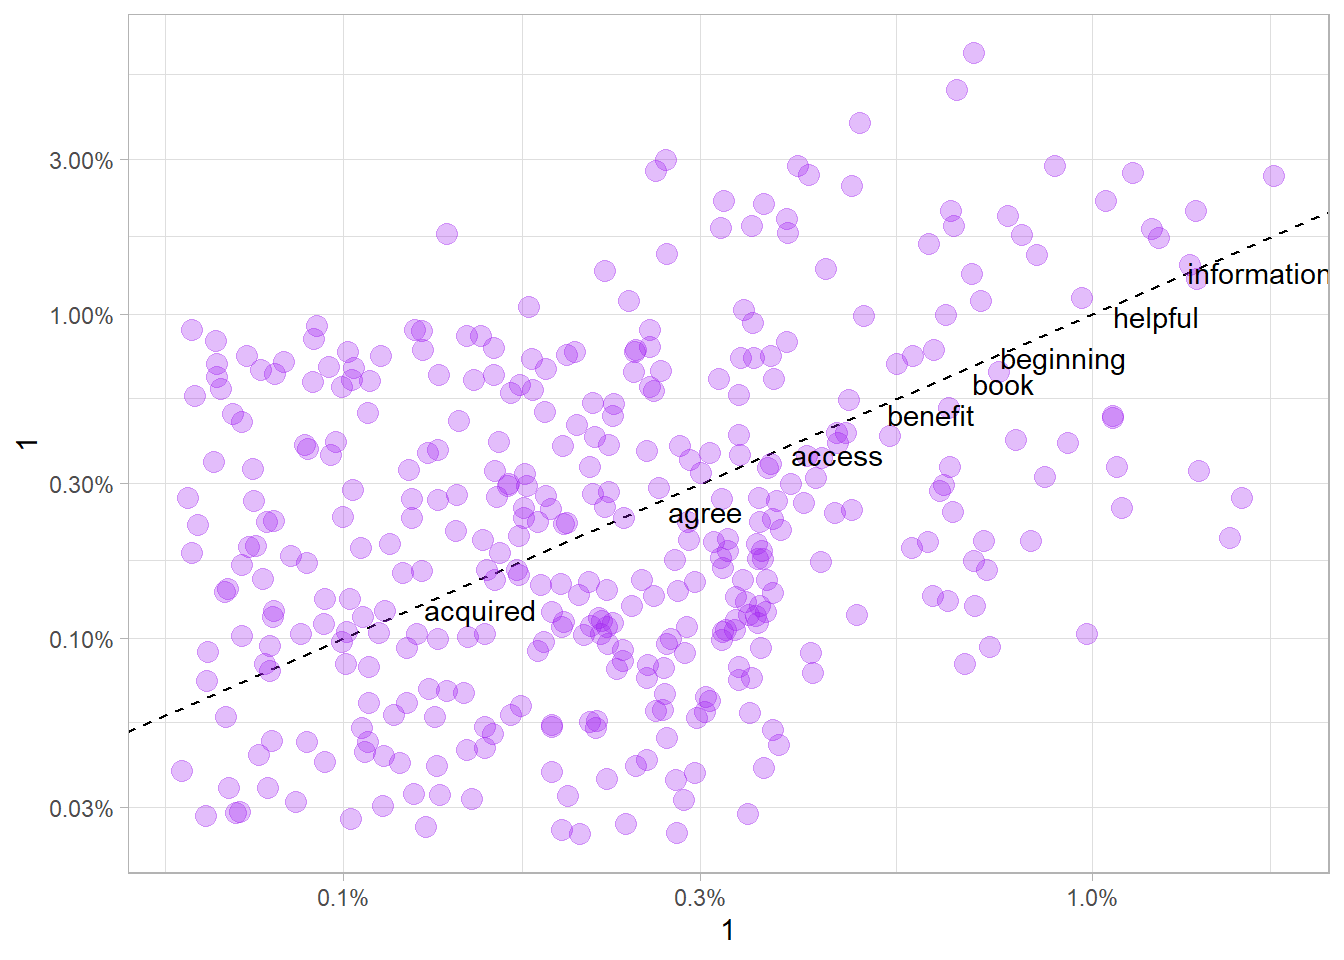 3.00%
1.00%
0.30%
0.10%
0.03%
1
information
helpful
beginning
book
benefit
access
agree
acquired
0.1%
0.3%
1.0%
1